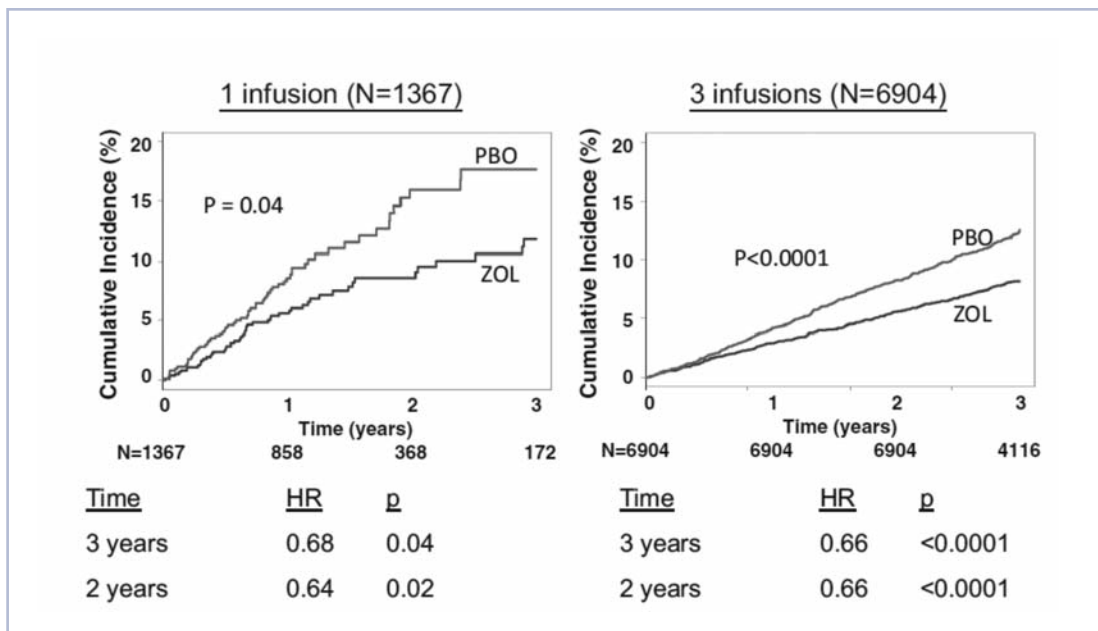 1 infusion (N=1367)
Cumulative Incidence (%)
20
15
10
5
0
PBO
P = 0.04
ZOL
0 1 2 3
Time (years)
N=1367 858 368 172
Time HR p
3 years 0.68 0.04
2 years 0.64 0.02
3 infusions (N=6904)
Cumulative Incidence (%)
20
15
10
5
0
PBO
P<0.0001
ZOL
0 1 2 3
Time (years)
N=6904 6904 6904 4116
Time HR p
3 years 0.66 <0.0001
2 years 0.66 <0.0001